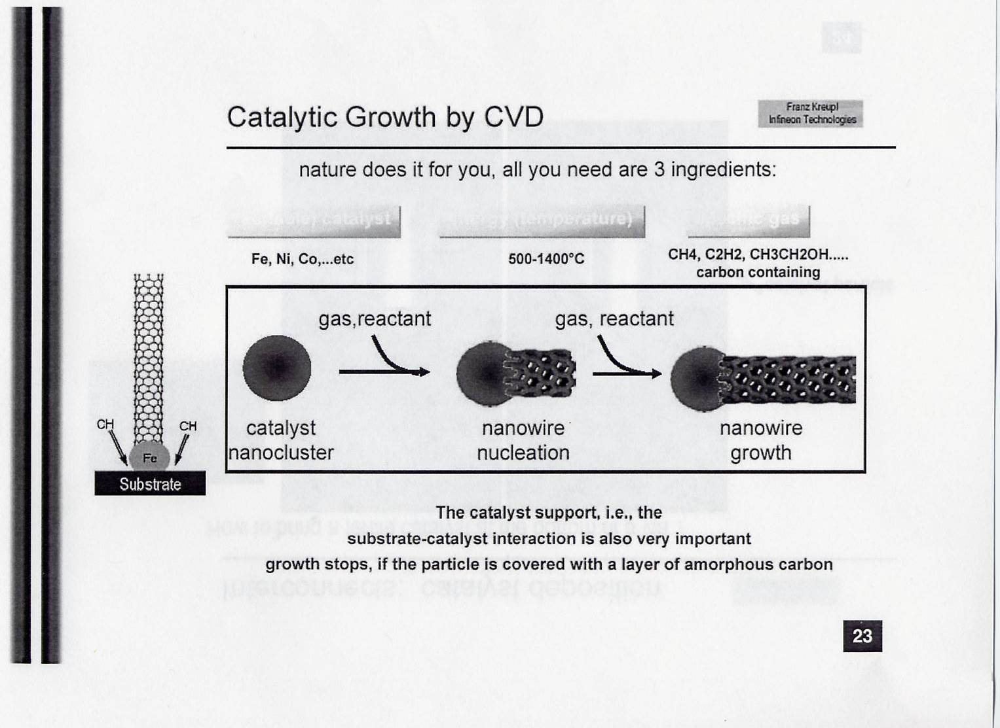 Catalytic Growth by CVD
Franz Kreupl
Infineon Technologies
nature does it for you, all you need are 3 ingredients:
catalyst
(temperature)
gas
Fe, Ni, Co,...etc
500-1400°C
CH4, C2H2, CH3CH2OH.....
carbon containing
gas,reactant
gas, reactant
catalyst
nanocluster
nanowire
nucleation
nanowire
growth
CH
CH
Fe
Substrate
The catalyst support, i.e., the
substrate-catalyst interaction is also very important
growth stops, if the particle is covered with a layer of amorphous carbon
23